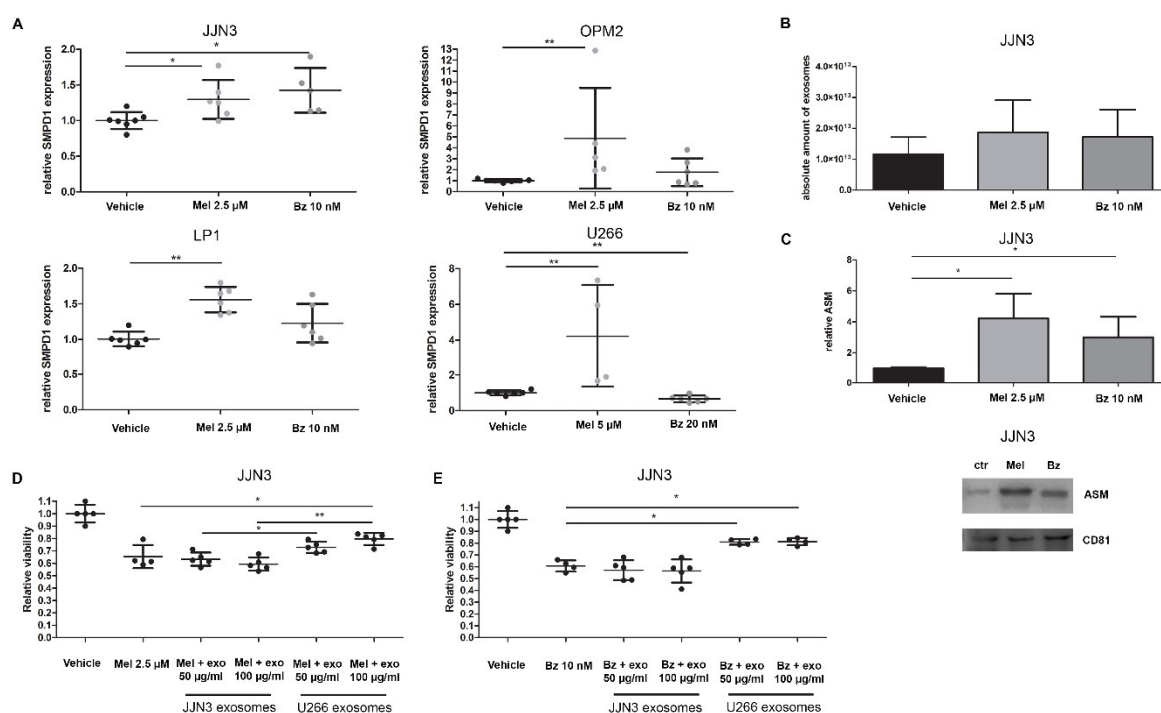 A
JJN3
relative SMPD1 expression
2.0
1.5
1.0
0.5
0.0
*
*
Vehicle
Mel 2.5 µM
Bz 10 nM
OPM2
relative SMPD1 expression
13
12
11
10
9
8
7
6
5
4
3
2
1
0
**
Vehicle
Mel 2.5 µM
Bz 10 nM
B
JJN3
absolute amount of exosomes
4.0×10¹³
3.0×10¹³
2.0×10¹³
1.0×10¹³
0.0
Vehicle
Mel 2.5 µM
Bz 10 nM
LP1
relative SMPD1 expression
2.0
1.5
1.0
0.5
0.0
**
Vehicle
Mel 2.5 µM
Bz 10 nM
U266
relative SMPD1 expression
8
6
4
2
0
**
**
Vehicle
Mel 5 µM
Bz 20 nM
C
JJN3
relative ASM
8
6
4
2
0
*
*
Vehicle
Mel 2.5 µM
Bz 10 nM
JJN3
ctr Mel Bz
ASM
CD81
D
JJN3
Relative viability
1.1
1.0
0.9
0.8
0.7
0.6
0.5
0.4
0.3
0.2
0.1
0.0
*
**
*
Vehicle
Mel 2.5 µM
Mel + exo
50 µg/ml
Mel + exo
100 µg/ml
Mel + exo
50 µg/ml
Mel + exo
100 µg/ml
JJN3 exosomes
U266 exosomes
E
JJN3
Relative viability
1.1
1.0
0.9
0.8
0.7
0.6
0.5
0.4
0.3
0.2
0.1
0.0
*
*
Vehicle
Bz 10 nM
Bz + exo
50 µg/ml
Bz + exo
100 µg/ml
Bz + exo
50 µg/ml
Bz + exo
100 µg/ml
JJN3 exosomes
U266 exosomes